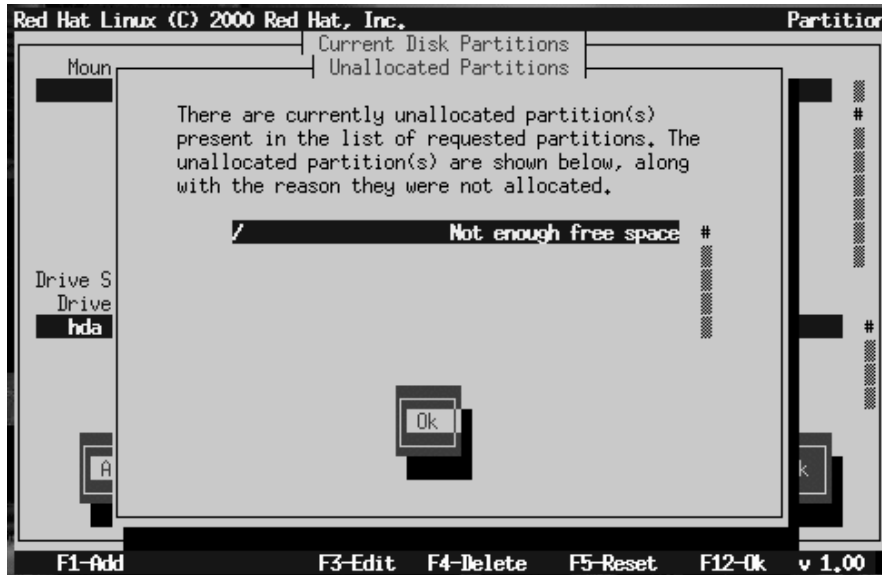 Red Hat Linux (C) 2000 Red Hat, Inc. Partition
Current Disk Partitions
Moun
Unallocated Partitions
There are currently unallocated partition(s)
present in the list of requested partitions. The
unallocated partition(s) are shown below, along
with the reason they were not allocated.
/ Not enough free space #
#
Drive S
Drive
hda #
Ok
A k
F1-Add F3-Edit F4-Delete F5-Reset F12-Ok v 1.00